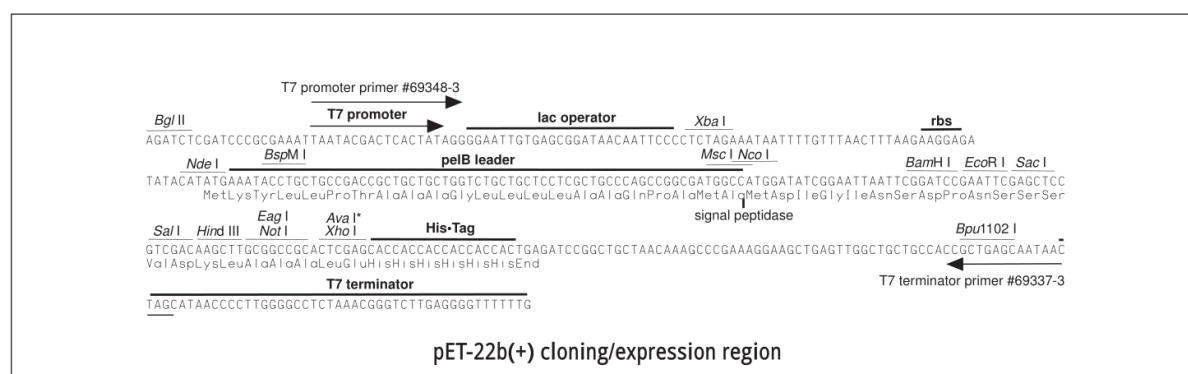 T7 promoter primer #69348-3
Bgl II T7 promoter lac operator Xba I rbs
AGATCTCGATCCCGCGAAATTAATACGACTCACTATAGGGGAATTGTGAGCGGATAACAATTCCCCTCTAGAAATAATTTTGTTTAACTTTAAGAAGGAGA
Nde I BspM I pelB leader Msc I Nco I BamH I EcoR I Sac I
TATACATATGAAATACCTGCTGCCGACCGCTGCTGCTGGTCTGCTGCTCCTCGCTGCCCAGCCGGCGATGGCCATGGATATCGGAATTAATTCGGATCCGAATTCGAGCTCC
MetLysTyrLeuLeuProThrAlaAlaAlaGlyLeuLeuLeuLeuAlaAlaGlnProAlaMetAlaMetAspIleGlyIleAsnSerAspProAsnSerSerSer
signal peptidase
Sal I Hind III Eag I Not I Ava I* Xho I His•Tag Bpu1102 I
GTCGACAAGCTTGCGGCCGCACTCGAGCACCACCACCACCACCACTGAGATCCGGCTGCTAACAAAGCCCGAAAGGAAGCTGAGTTGGCTGCTGCCACCGCTGAGCAATAAC
ValAspLysLeuAlaAlaAlaLeuGluHisHisHisHisHisHisEnd
T7 terminator T7 terminator primer #69337-3
TAGCATAACCCCTTGGGGCCTCTAAACGGGTCTTGAGGGGTTTTTTG
pET-22b(+) cloning/expression region